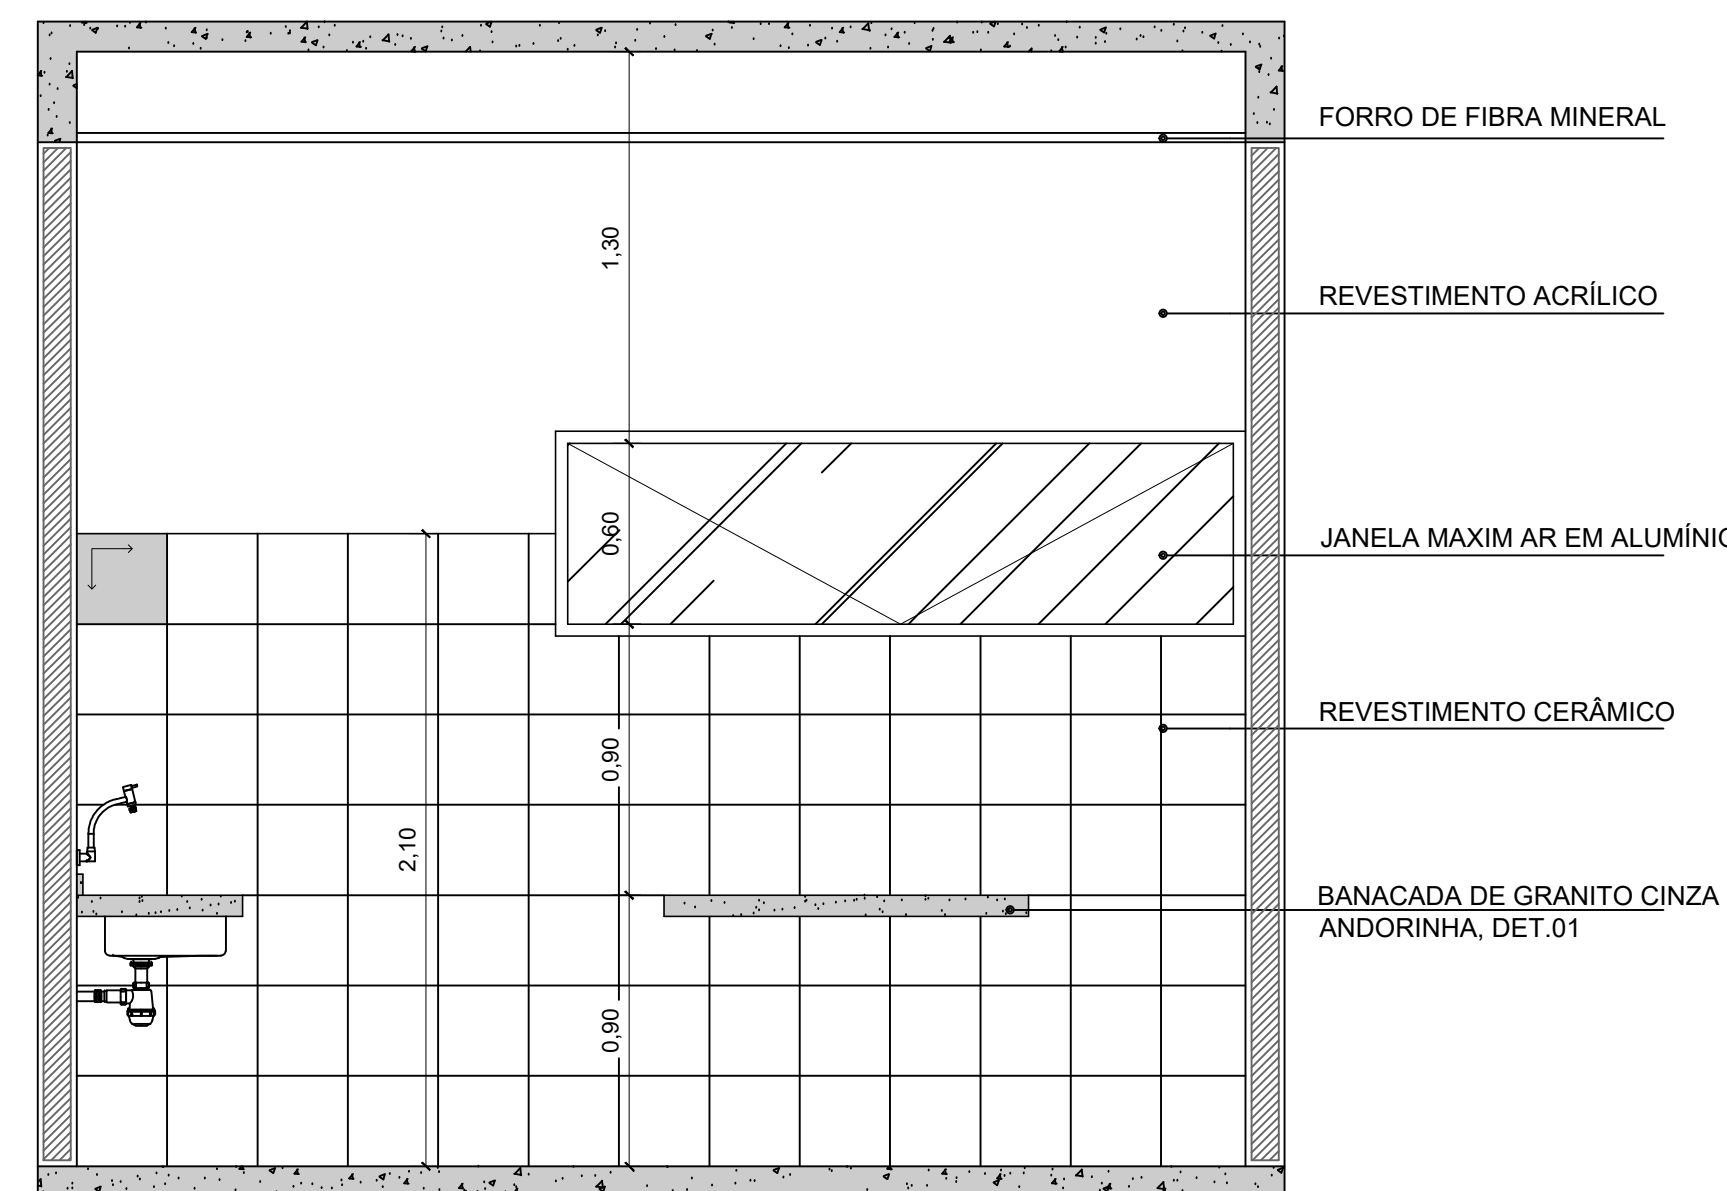 FORRO DE FIBRA MINERAL
1,30
REVESTIMENTO ACRÍLICO
0,60
JANELA MAXIM AR EM ALUMÍNIO
REVESTIMENTO CERÂMICO
0,90
2,10
BANACADA DE GRANITO CINZA
ANDORINHA, DET.01
0,90